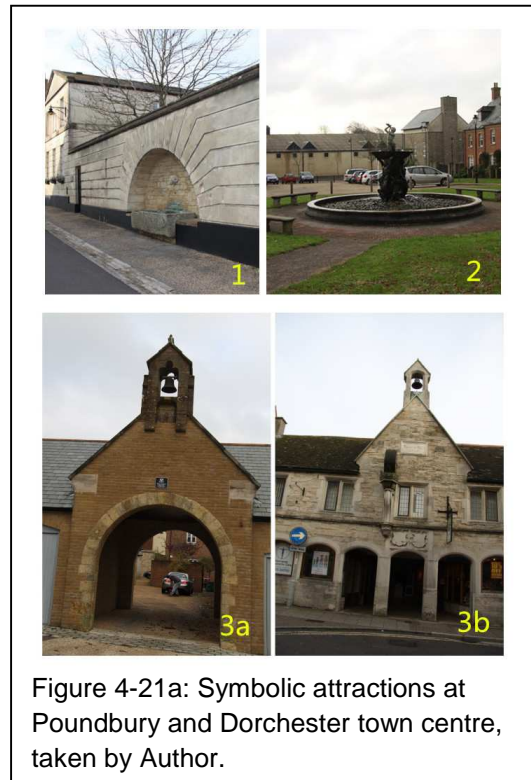 1
2
3a
3b
Figure 4-21a: Symbolic attractions at
Poundbury and Dorchester town centre,
taken by Author.